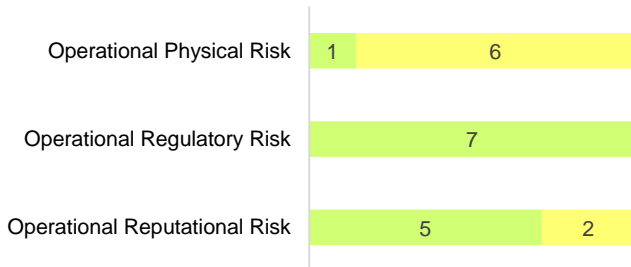 Operational Physical Risk 1 6
Operational Regulatory Risk 7
Operational Reputational Risk 5 2